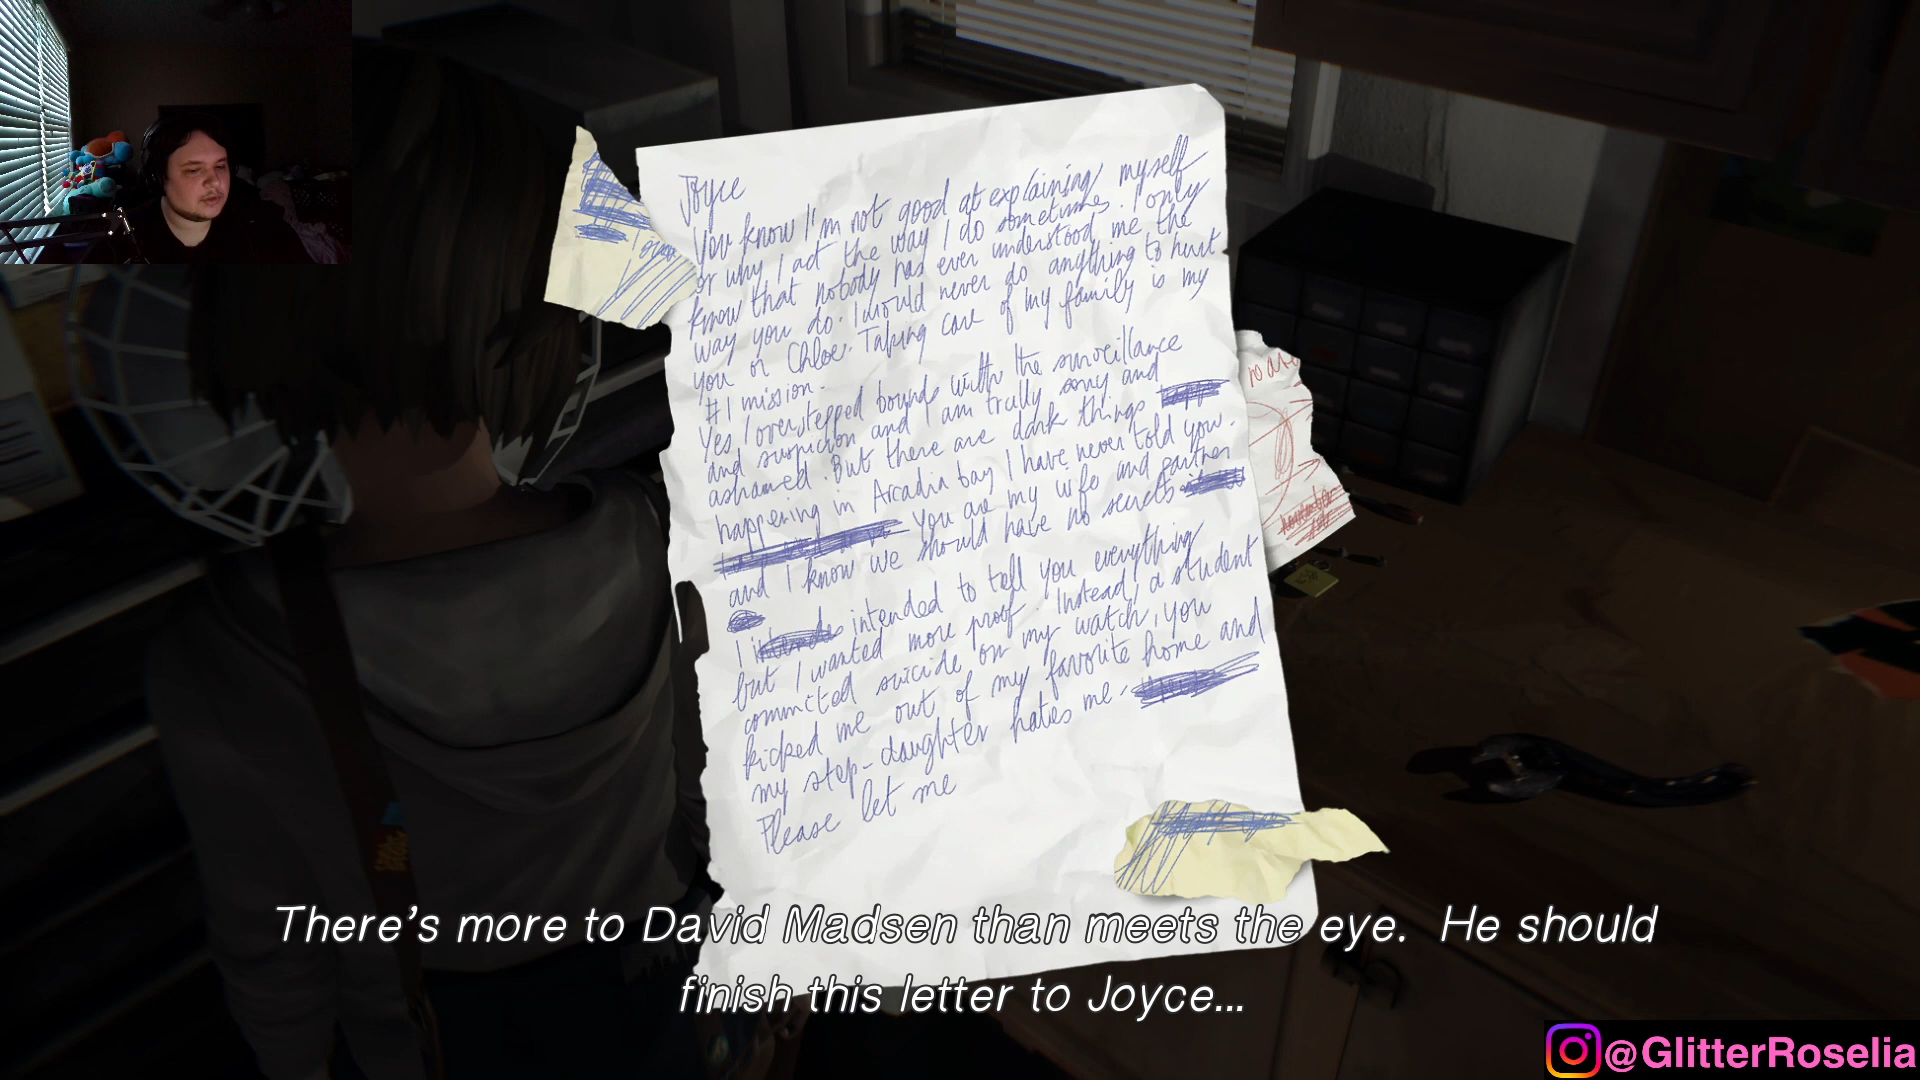 Joyce
You know I'm not good at explaining myself
or why I act the way I do sometimes. I only
know that nobody has ever understood me the
way you do. I would never do anything to hurt
you or Chloe. Taking care of my family is my
#1 mission.
Yes I overstepped bounds with the surveillance
and suspicion and I am trully sorry and
ashamed. But there are dark things
happening in Arcadia bay I have never told you.
You are my wife and partner
and I know we should have no secrets
I intended to tell you everything
but I wanted more proof. Instead, a student
committed suicide on my watch, you
kicked me out of my favorite home and
my step-daughter hates me.
Please let me
There's more to David Madsen than meets the eye. He should
finish this letter to Joyce...
@GlitterRoselia